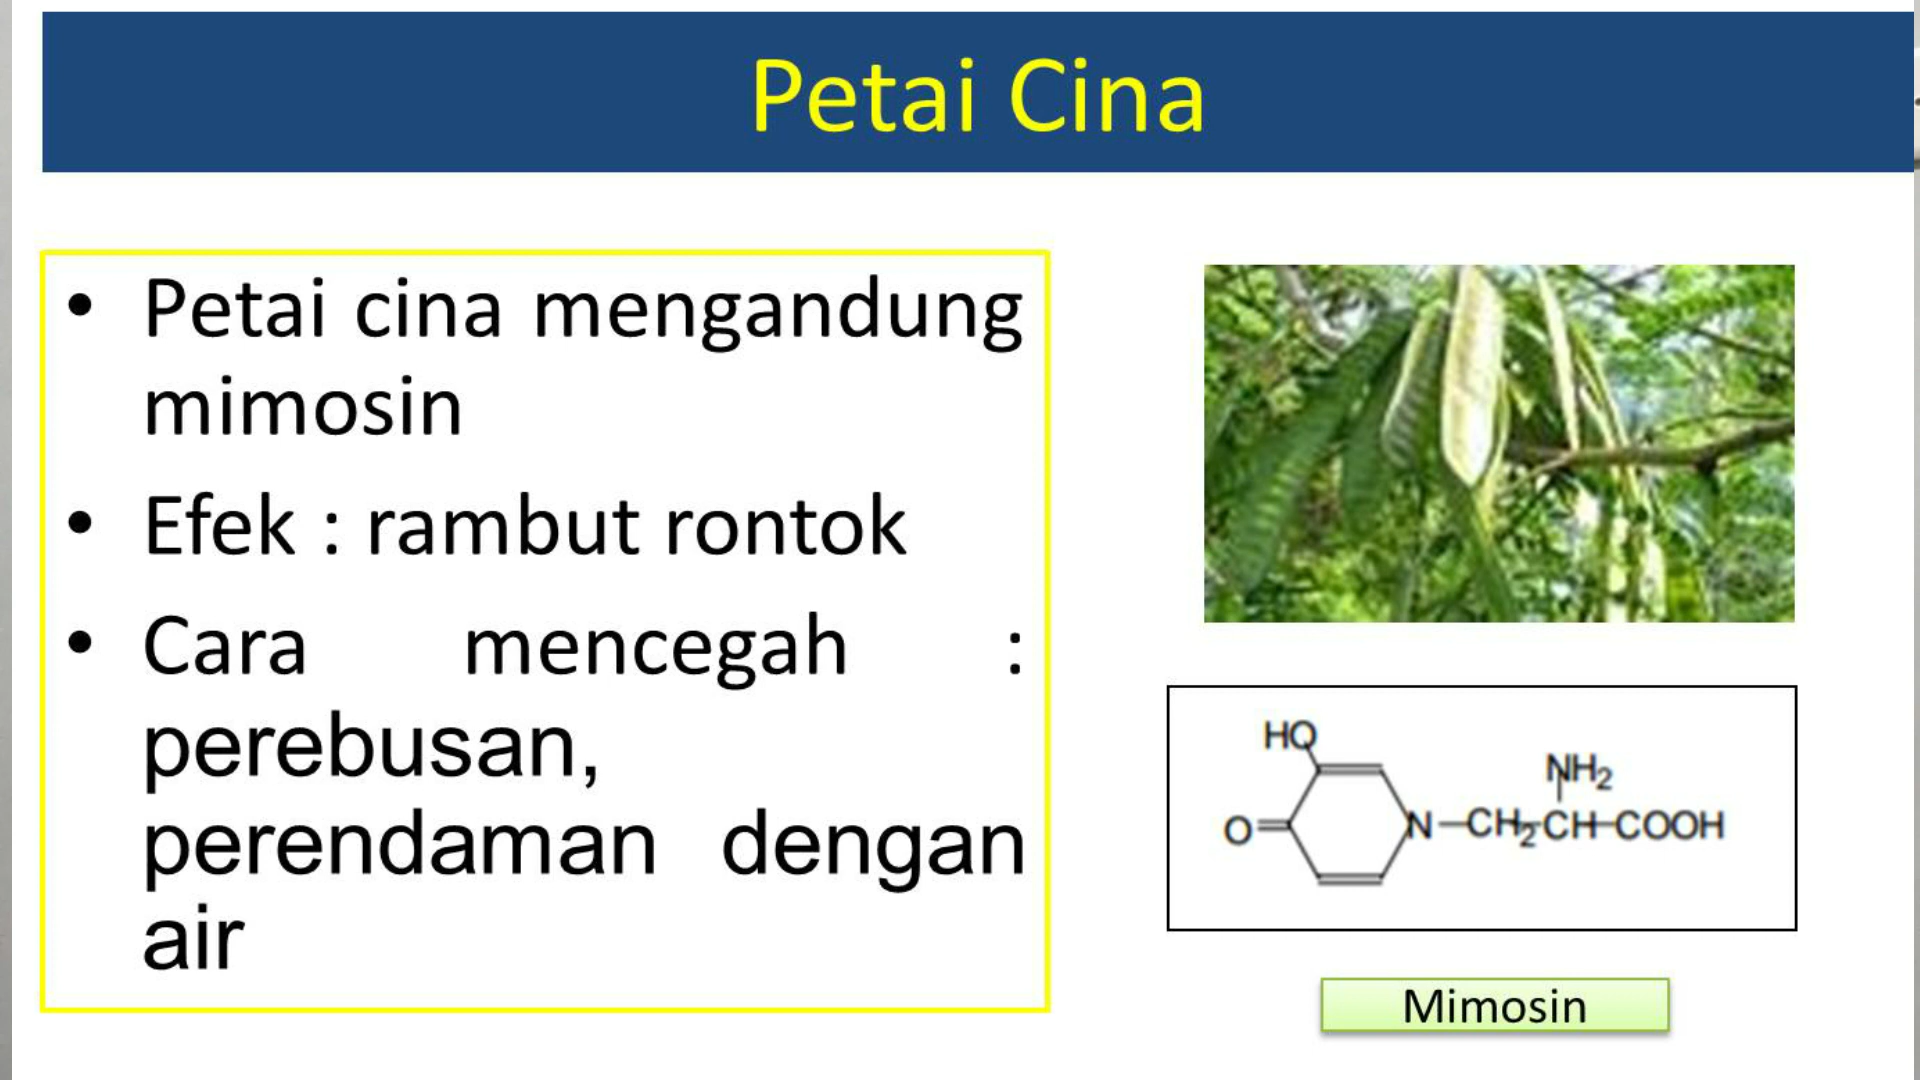 Petai Cina
• Petai cina mengandung
mimosin
• Efek : rambut rontok
• Cara mencegah :
perebusan,
perendaman dengan
air
HO
NH2
O
N
CH2
CH
COOH
Mimosin